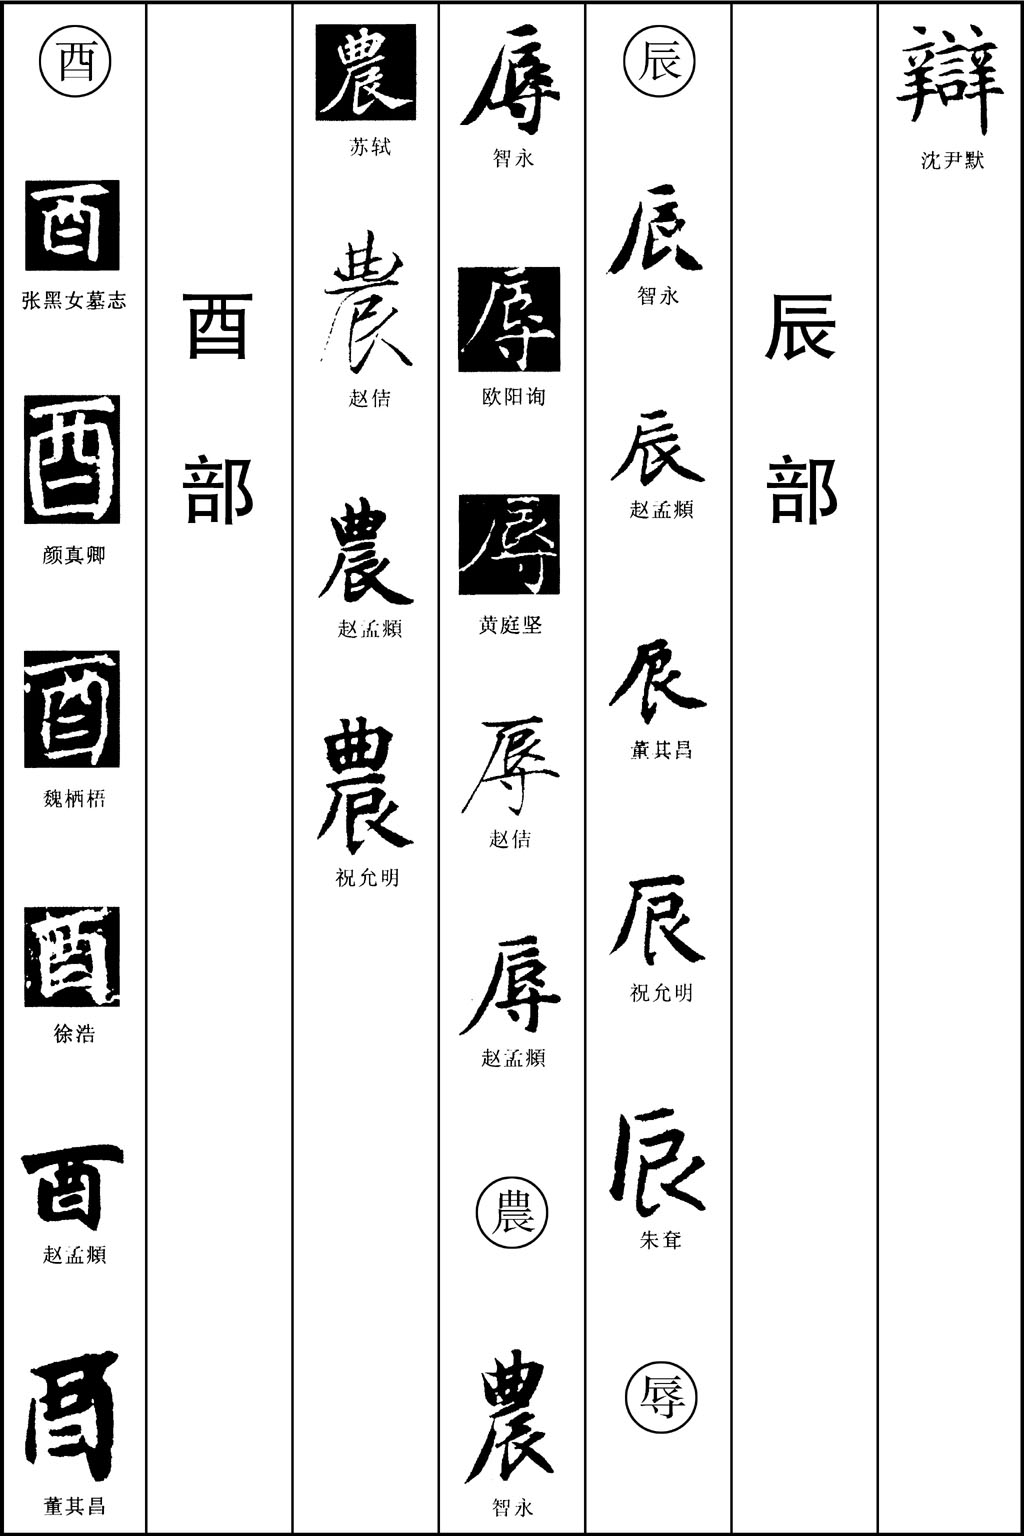 辯
沈尹默
辰部
辰
辰
智永
辰
赵孟頫
辰
董其昌
辰
祝允明
辰
朱耷
辱
辱
智永
辱
欧阳询
辱
黄庭坚
辱
赵佶
辱
赵孟頫
農
農
智永
農
苏轼
農
赵佶
農
赵孟頫
農
祝允明
酉部
酉
酉
张黑女墓志
酉
颜真卿
酉
魏栖梧
酉
徐浩
酉
赵孟頫
酉
董其昌